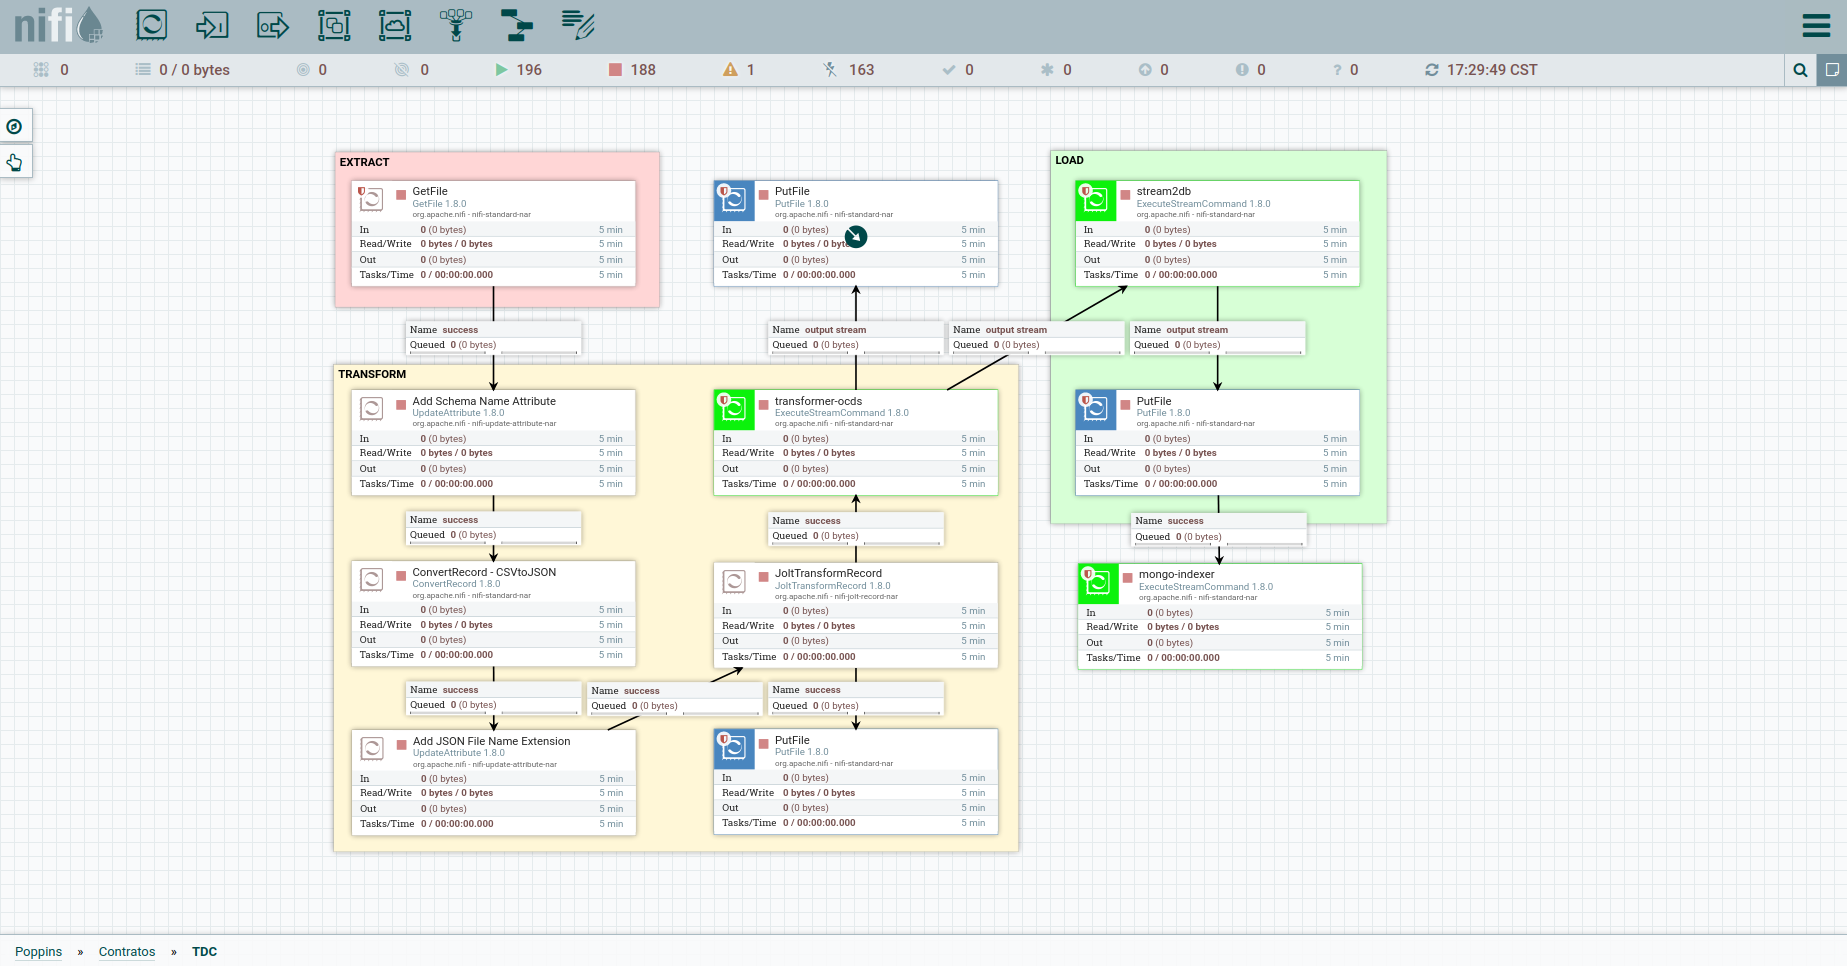 nifi
0
0 / 0 bytes
0
0
196
188
1
163
0
0
0
0
? 0
17:29:49 CST
EXTRACT
GetFile
GetFile 1.8.0
org.apache.nifi - nifi-standard-nar
In 0 (0 bytes) 5 min
Read/Write 0 bytes / 0 bytes 5 min
Out 0 (0 bytes) 5 min
Tasks/Time 0 / 00:00:00.000 5 min
Name success
Queued 0 (0 bytes)
TRANSFORM
Add Schema Name Attribute
UpdateAttribute 1.8.0
org.apache.nifi - nifi-update-attribute-nar
In 0 (0 bytes) 5 min
Read/Write 0 bytes / 0 bytes 5 min
Out 0 (0 bytes) 5 min
Tasks/Time 0 / 00:00:00.000 5 min
Name success
Queued 0 (0 bytes)
ConvertRecord - CSVtoJSON
ConvertRecord 1.8.0
org.apache.nifi - nifi-standard-nar
In 0 (0 bytes) 5 min
Read/Write 0 bytes / 0 bytes 5 min
Out 0 (0 bytes) 5 min
Tasks/Time 0 / 00:00:00.000 5 min
Name success
Queued 0 (0 bytes)
Add JSON File Name Extension
UpdateAttribute 1.8.0
org.apache.nifi - nifi-update-attribute-nar
In 0 (0 bytes) 5 min
Read/Write 0 bytes / 0 bytes 5 min
Out 0 (0 bytes) 5 min
Tasks/Time 0 / 00:00:00.000 5 min
Name success
Queued 0 (0 bytes)
PutFile
PutFile 1.8.0
org.apache.nifi - nifi-standard-nar
In 0 (0 bytes) 5 min
Read/Write 0 bytes / 0 byte 5 min
Out 0 (0 bytes) 5 min
Tasks/Time 0 / 00:00:00.000 5 min
Name output stream
Queued 0 (0 bytes)
Name output stream
Queued 0 (0 bytes)
transformer-ocds
ExecuteStreamCommand 1.8.0
org.apache.nifi - nifi-standard-nar
In 0 (0 bytes) 5 min
Read/Write 0 bytes / 0 bytes 5 min
Out 0 (0 bytes) 5 min
Tasks/Time 0 / 00:00:00.000 5 min
Name success
Queued 0 (0 bytes)
JoltTransformRecord
JoltTransformRecord 1.8.0
org.apache.nifi - nifi-jolt-record-nar
In 0 (0 bytes) 5 min
Read/Write 0 bytes / 0 bytes 5 min
Out 0 (0 bytes) 5 min
Tasks/Time 0 / 00:00:00.000 5 min
Name success
Queued 0 (0 bytes)
PutFile
PutFile 1.8.0
org.apache.nifi - nifi-standard-nar
In 0 (0 bytes) 5 min
Read/Write 0 bytes / 0 bytes 5 min
Out 0 (0 bytes) 5 min
Tasks/Time 0 / 00:00:00.000 5 min
LOAD
stream2db
ExecuteStreamCommand 1.8.0
org.apache.nifi - nifi-standard-nar
In 0 (0 bytes) 5 min
Read/Write 0 bytes / 0 bytes 5 min
Out 0 (0 bytes) 5 min
Tasks/Time 0 / 00:00:00.000 5 min
Name output stream
Queued 0 (0 bytes)
PutFile
PutFile 1.8.0
org.apache.nifi - nifi-standard-nar
In 0 (0 bytes) 5 min
Read/Write 0 bytes / 0 bytes 5 min
Out 0 (0 bytes) 5 min
Tasks/Time 0 / 00:00:00.000 5 min
Name success
Queued 0 (0 bytes)
mongo-indexer
ExecuteStreamCommand 1.8.0
org.apache.nifi - nifi-standard-nar
In 0 (0 bytes) 5 min
Read/Write 0 bytes / 0 bytes 5 min
Out 0 (0 bytes) 5 min
Tasks/Time 0 / 00:00:00.000 5 min
Poppins » Contratos » TDC